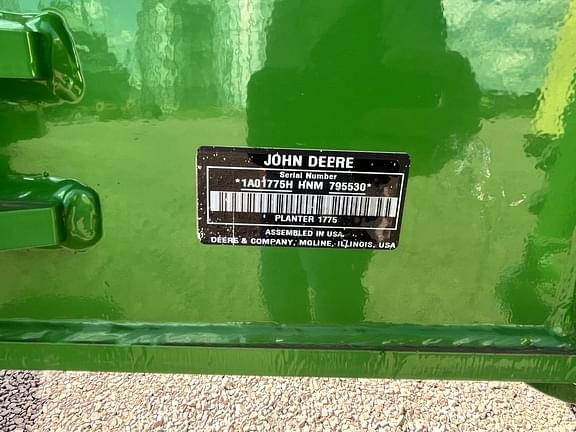 JOHN DEERE
Serial Number
*1A01775H HNM 795530*
PLANTER 1775
ASSEMBLED IN USA.
DEERE & COMPANY, MOLINE, ILLINOIS, USA